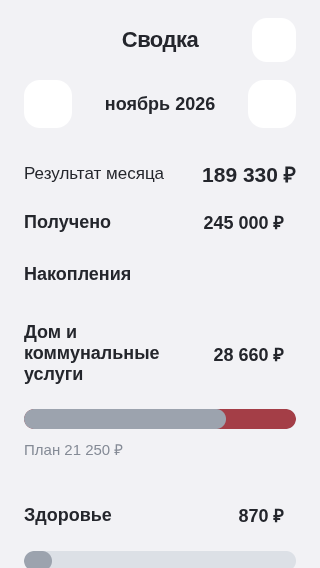 Сводка
ноябрь 2026
Результат месяца 189 330 ₽
Получено 245 000 ₽
Накопления
Дом и
коммунальные
услуги
28 660 ₽
План 21 250 ₽
Здоровье 870 ₽